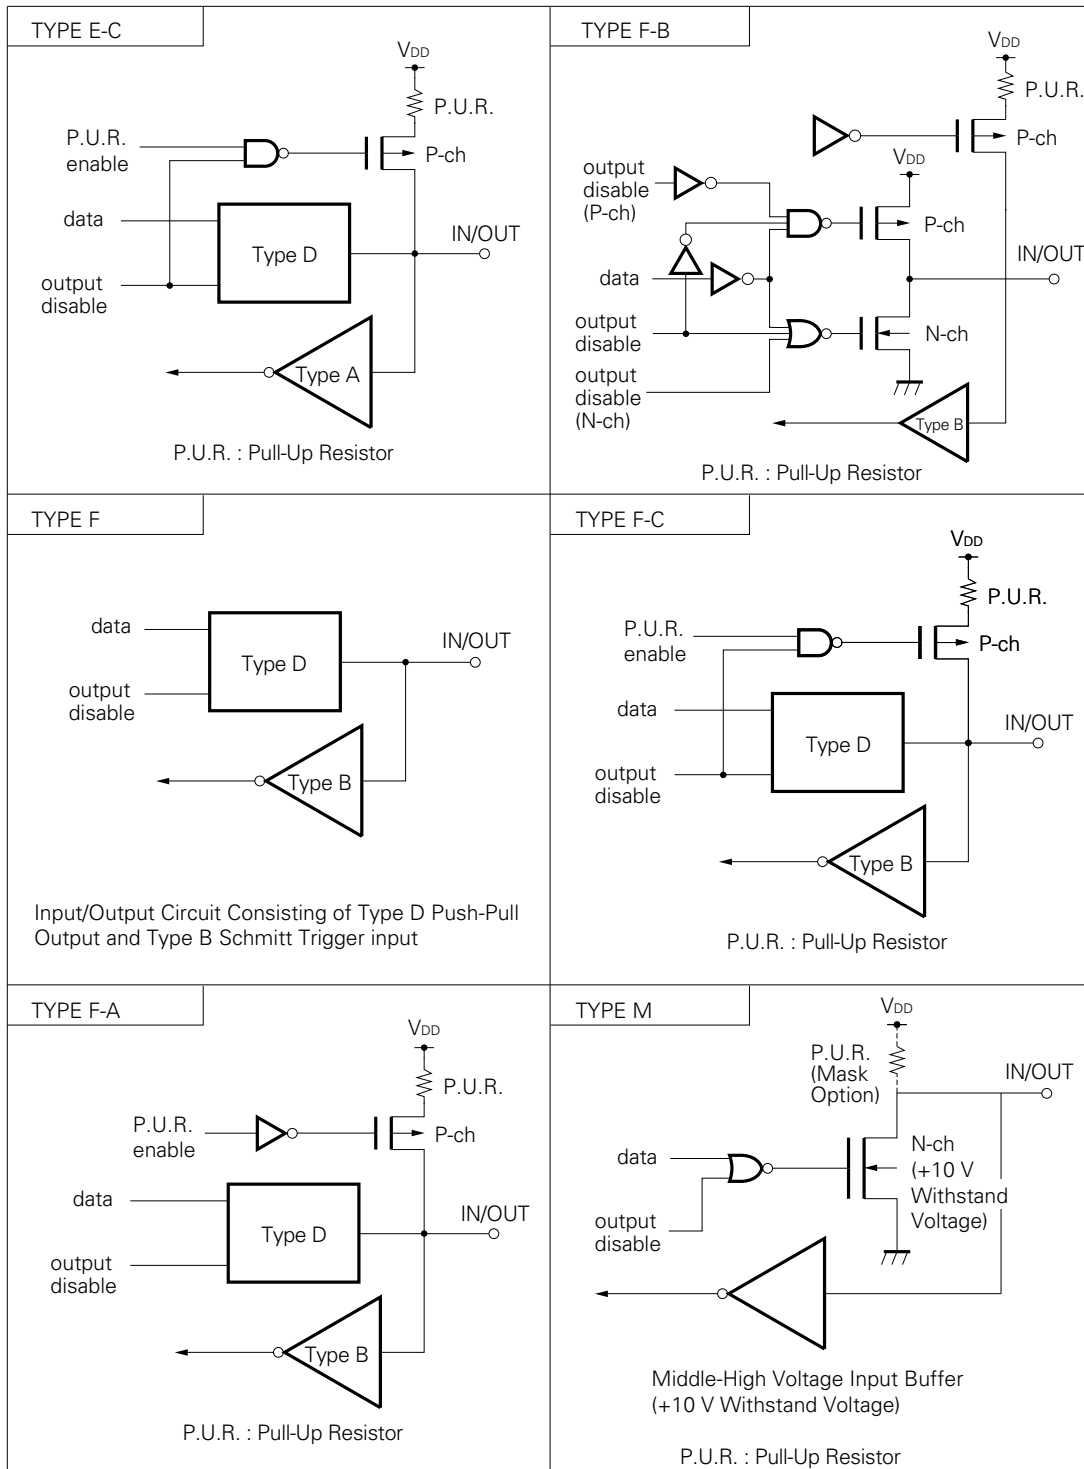 TYPE E-C
VDD
P.U.R.
P.U.R.
enable
P-ch
data
Type D
IN/OUT
output
disable
Type A
P.U.R. : Pull-Up Resistor
TYPE F-B
VDD
P.U.R.
P-ch
VDD
output
disable
(P-ch)
P-ch
IN/OUT
data
output
disable
N-ch
output
disable
(N-ch)
Type B
P.U.R. : Pull-Up Resistor
TYPE F
data
IN/OUT
Type D
output
disable
Type B
Input/Output Circuit Consisting of Type D Push-Pull
Output and Type B Schmitt Trigger input
TYPE F-C
VDD
P.U.R.
P.U.R.
enable
P-ch
data
Type D
IN/OUT
output
disable
Type B
P.U.R. : Pull-Up Resistor
TYPE F-A
VDD
P.U.R.
P.U.R.
enable
P-ch
data
Type D
IN/OUT
output
disable
Type B
P.U.R. : Pull-Up Resistor
TYPE M
VDD
P.U.R.
(Mask
Option)
IN/OUT
data
N-ch
(+10 V
Withstand
Voltage)
output
disable
Middle-High Voltage Input Buffer
(+10 V Withstand Voltage)
P.U.R. : Pull-Up Resistor